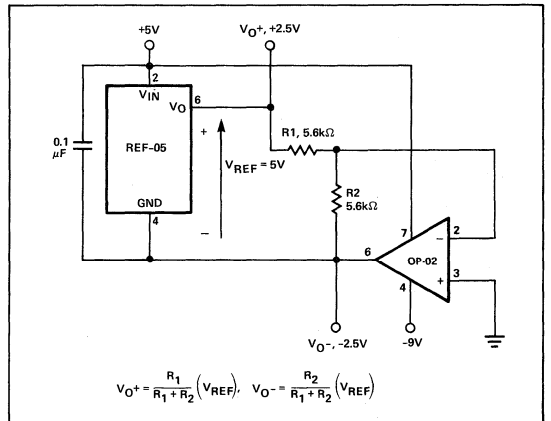 +5V
VO+, +2.5V
2
VIN
VO
6
0.1
μF
REF-05
+
VREF = 5V
–
GND
4
R1, 5.6kΩ
R2
5.6kΩ
7
2
–
6
OP-02
3
+
4
VO–, –2.5V
-9V
VO+ = R1 / (R1 + R2) (VREF), VO– = R2 / (R1 + R2) (VREF)